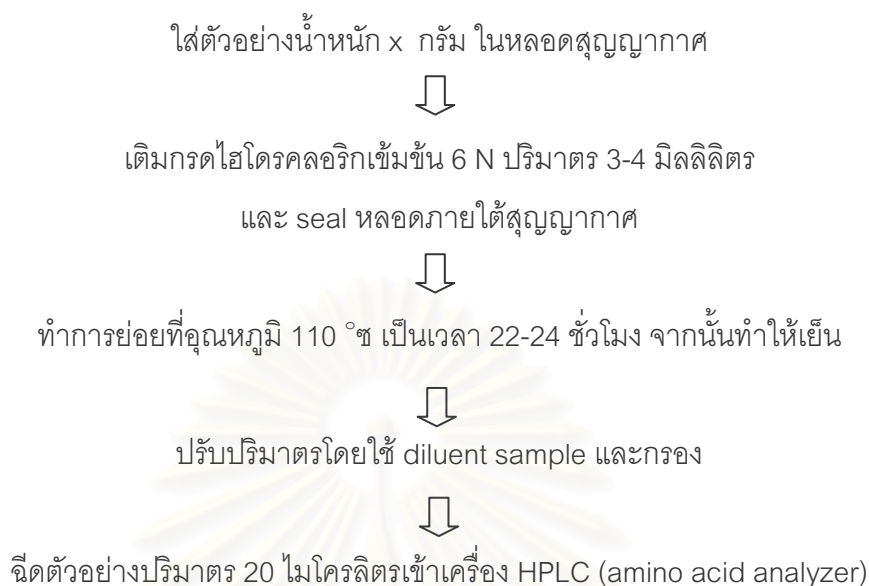 ใส่ตัวอย่างน้ำหนัก x กรัม ในหลอดสุญญากาศ
เติมกรดไฮโดรคลอริกเข้มข้น 6 N ปริมาตร 3-4 มิลลิลิตร
และ seal หลอดภายใต้สุญญากาศ
ทำการย่อยที่อุณหภูมิ 110 °ซ เป็นเวลา 22-24 ชั่วโมง จากนั้นทำให้เย็น
ปรับปริมาตรโดยใช้ diluent sample และกรอง
ฉีดตัวอย่างปริมาตร 20 ไมโครลิตรเข้าเครื่อง HPLC (amino acid analyzer)